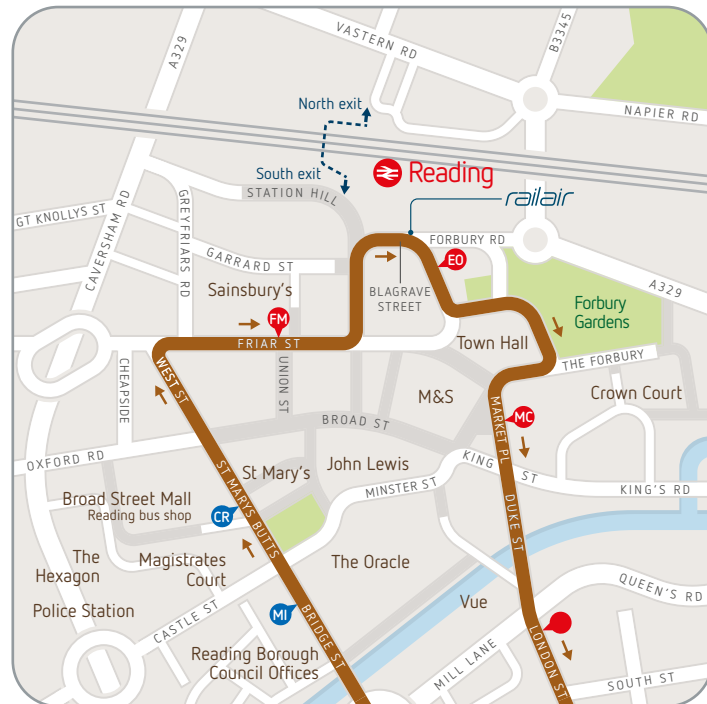 VASTERN RD
B3345
A329
NAPIER RD
North exit
South exit
Reading
railair
STATION HILL
GT KNOLLYS ST
GREYFRIARS RD
CAVERSHAM RD
GARRARD ST
FORBURY RD
EO
A329
BLAGRAVE
STREET
Sainsbury's
Forbury
Gardens
FM
FRIAR ST
Town Hall
THE FORBURY
UNION ST
CHEAPSIDE
WEST ST
M&S
Crown Court
MARKET PL
MC
BROAD ST
OXFORD RD
St Mary's
John Lewis
KING ST
MINSTER ST
KING'S RD
Broad Street Mall
Reading bus shop
CR
ST MARYS BUTTS
DUKE ST
The
Hexagon
Magistrates
Court
The Oracle
QUEEN'S RD
Police Station
CASTLE ST
MI
BRIDGE ST
Vue
LONDON ST
MILL LANE
Reading Borough
Council Offices
SOUTH ST